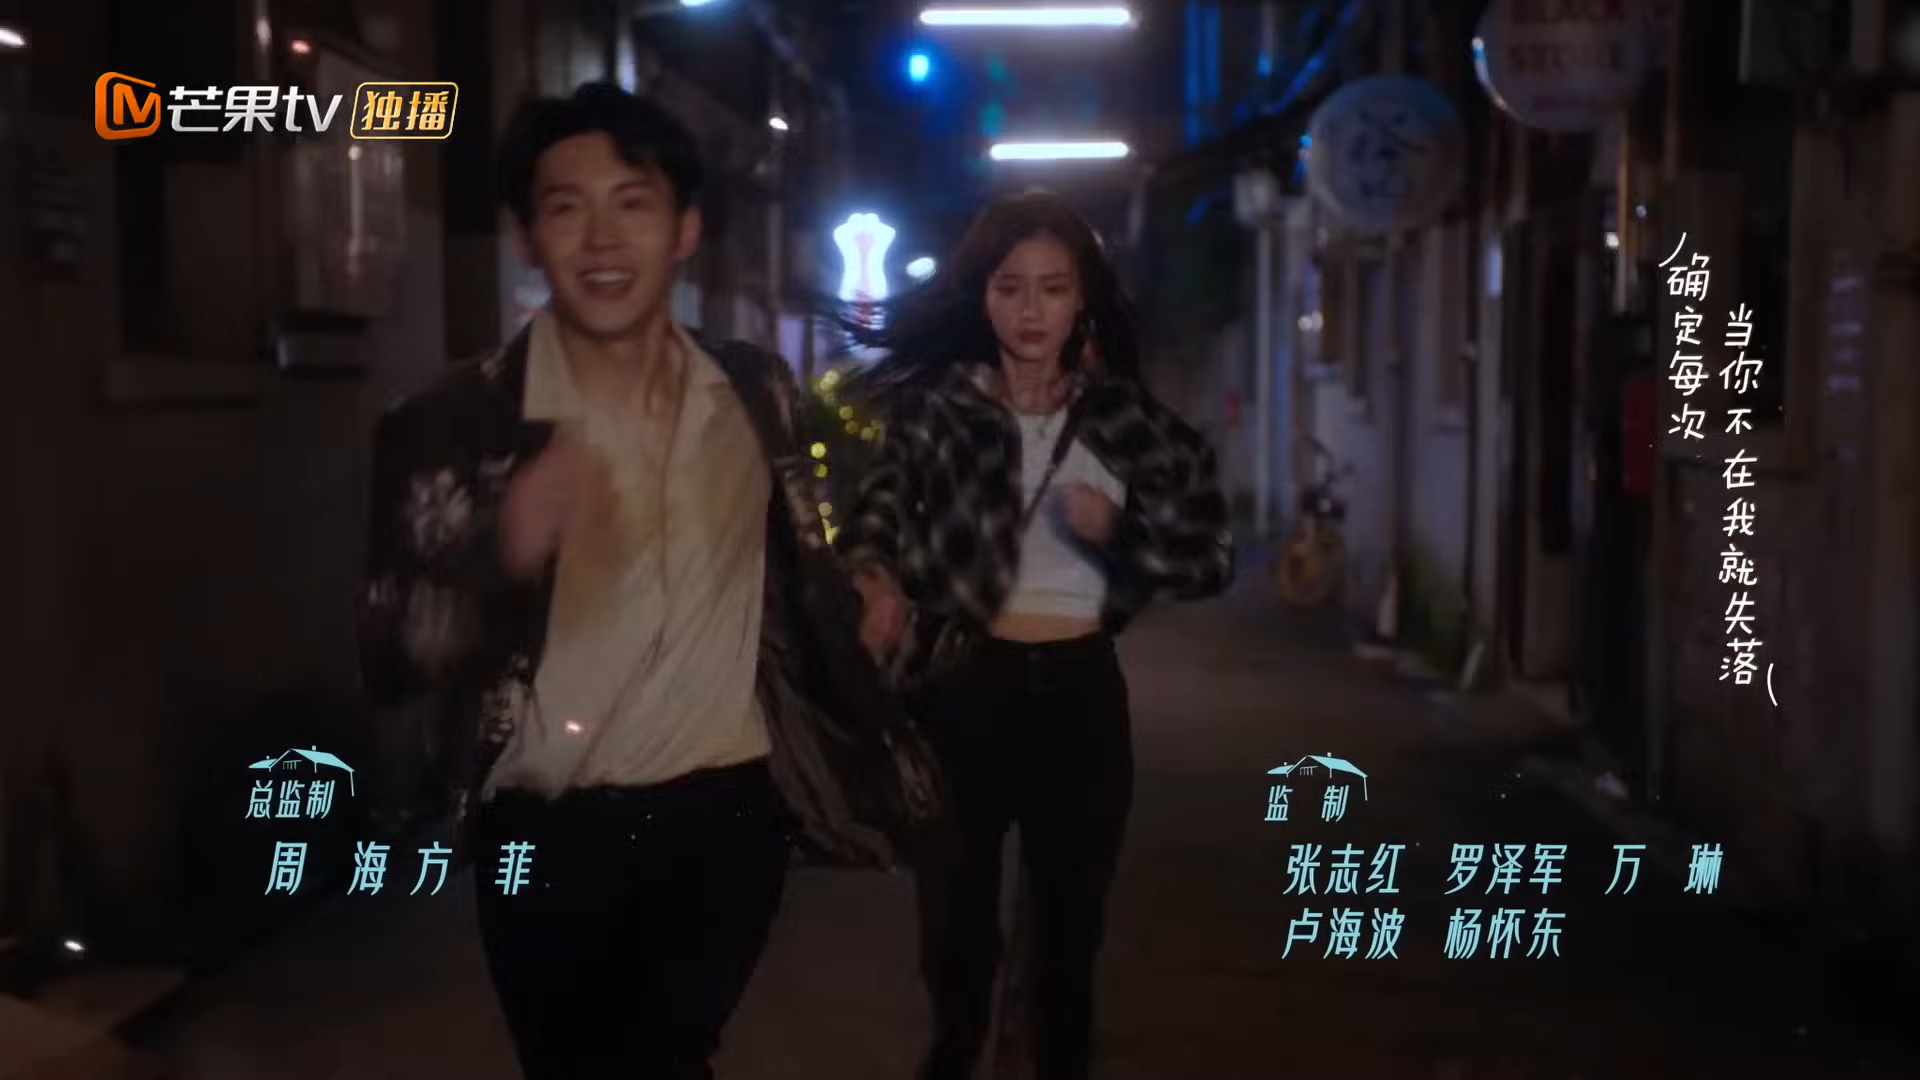 芒果tv 独播
确定每次
当你不在我就失落
总监制
周 海 方 菲
监 制
张志红 罗泽军 万 琳
卢海波 杨怀东